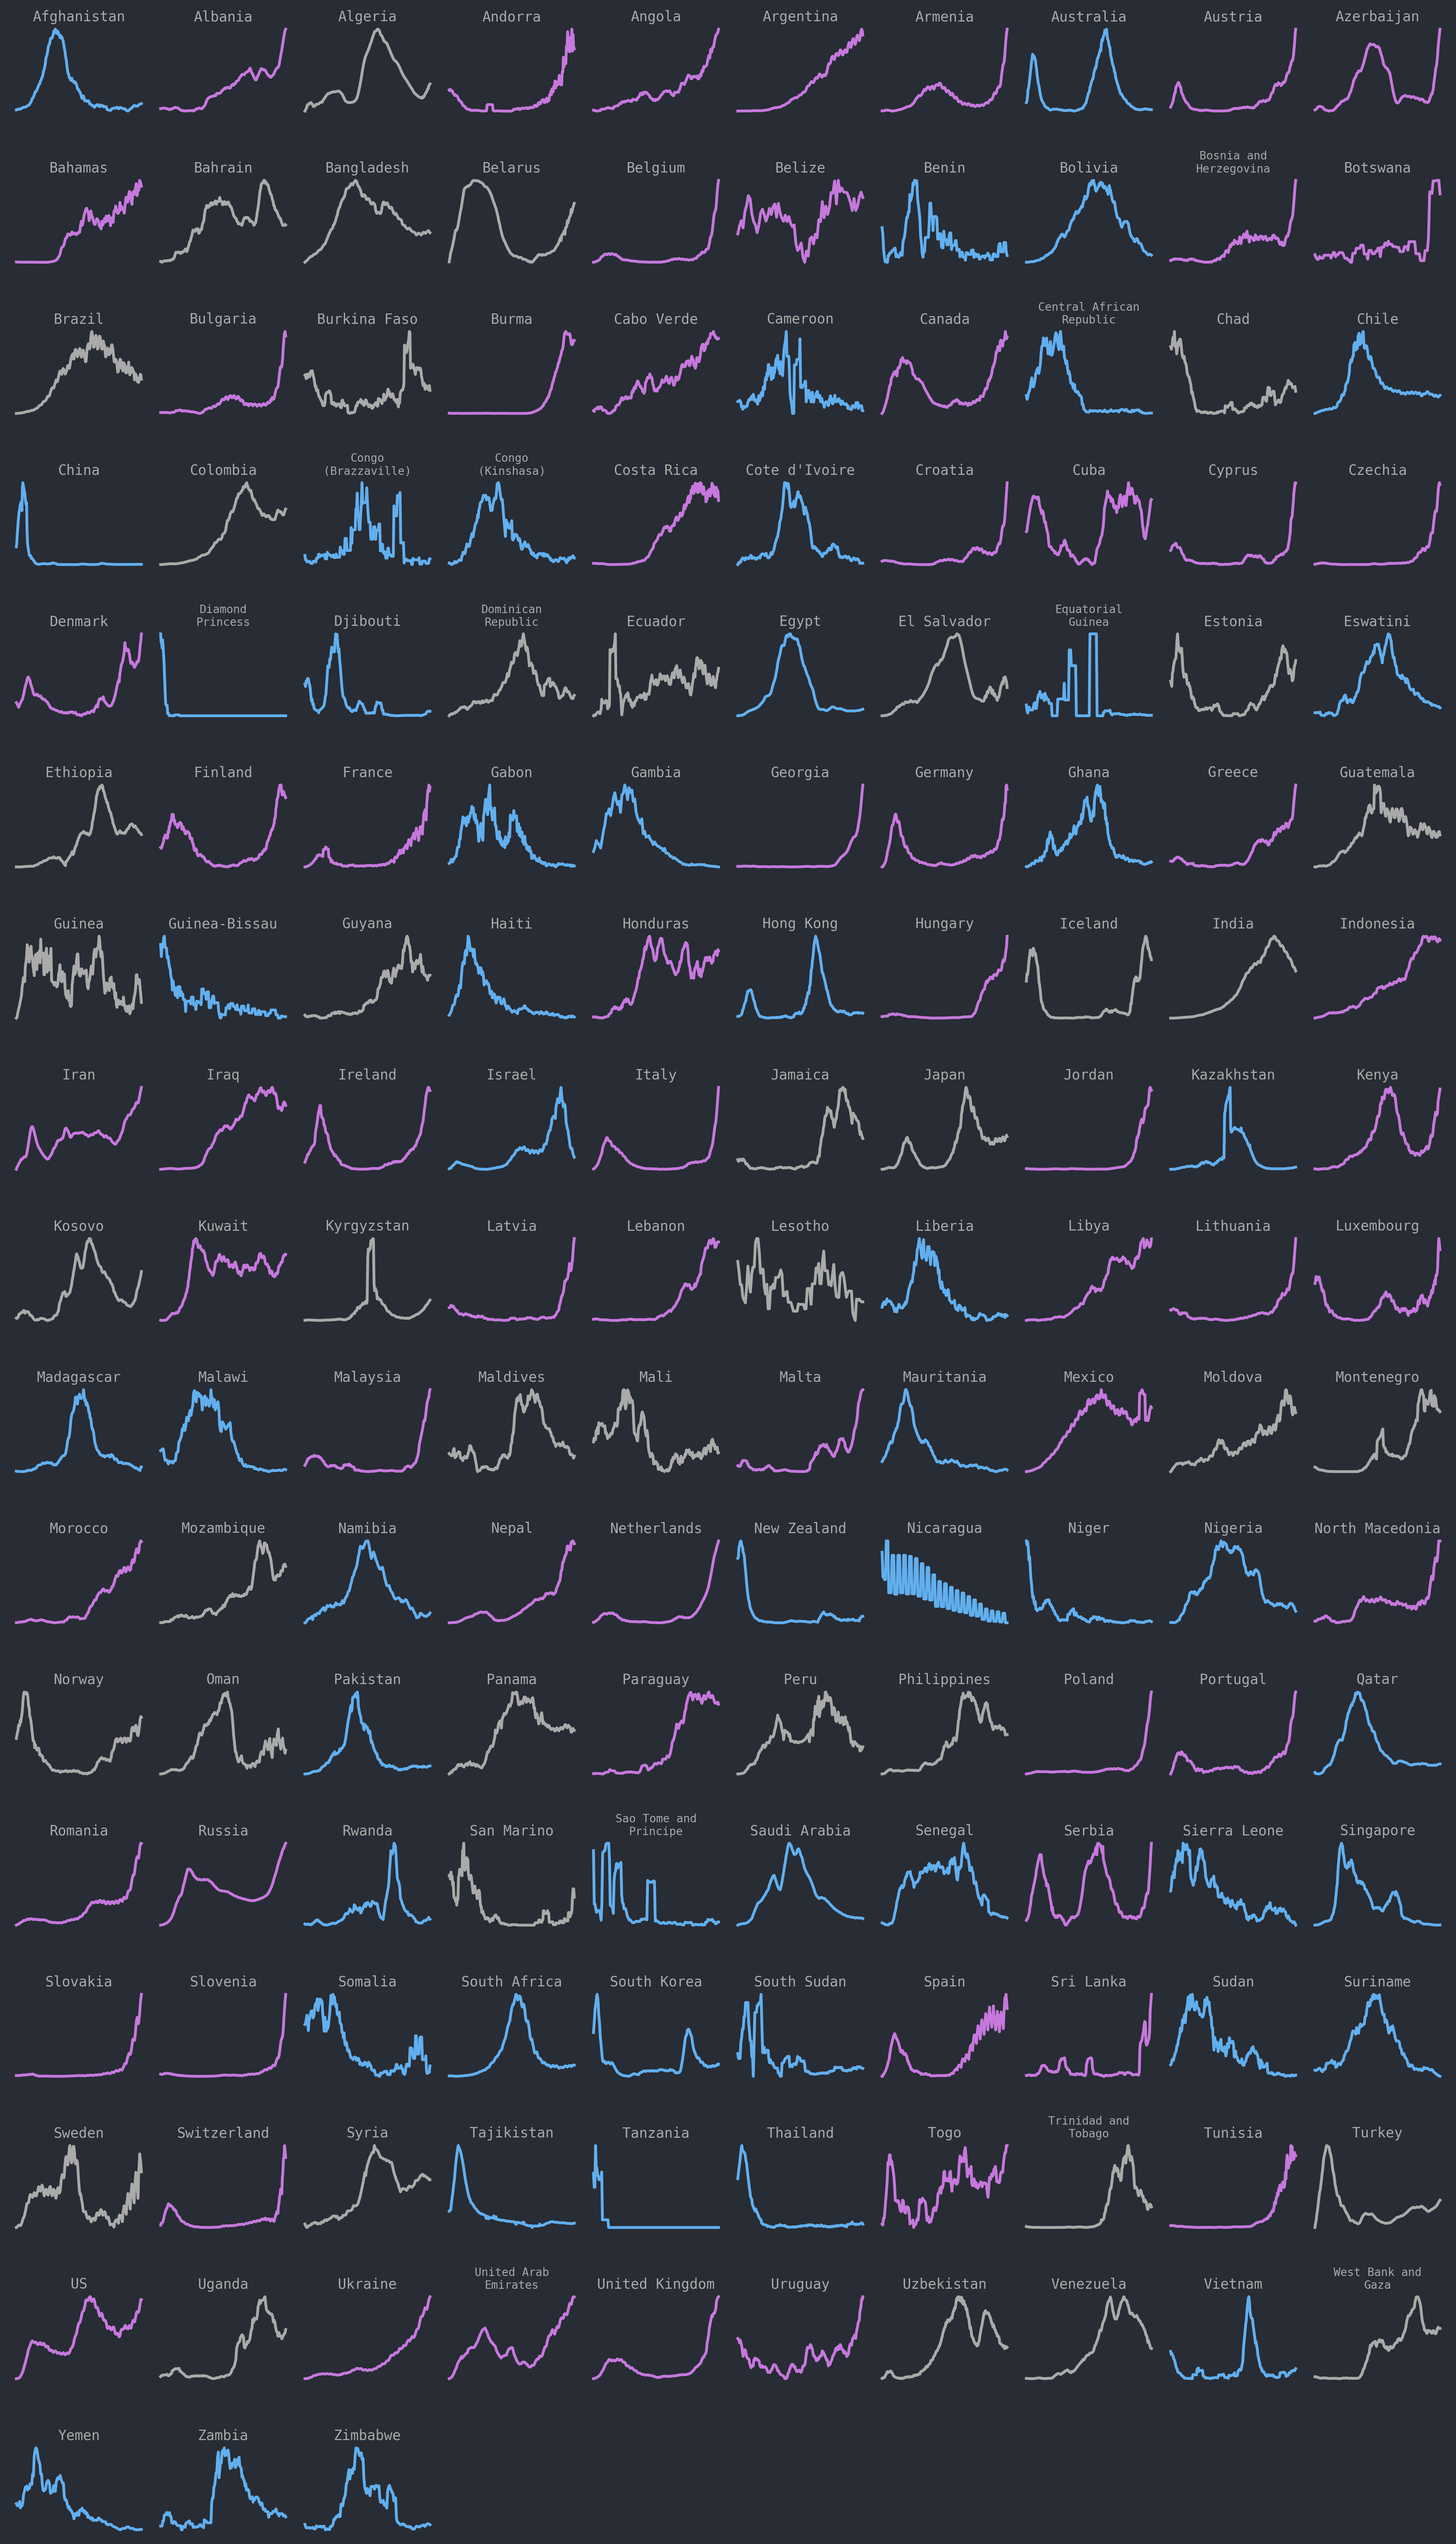 Afghanistan
Albania
Algeria
Andorra
Angola
Argentina
Armenia
Australia
Austria
Azerbaijan
Bahamas
Bahrain
Bangladesh
Belarus
Belgium
Belize
Benin
Bolivia
Bosnia and
Herzegovina
Botswana
Brazil
Bulgaria
Burkina Faso
Burma
Cabo Verde
Cameroon
Canada
Central African
Republic
Chad
Chile
China
Colombia
Congo
(Brazzaville)
Congo
(Kinshasa)
Costa Rica
Cote d'Ivoire
Croatia
Cuba
Cyprus
Czechia
Denmark
Diamond
Princess
Djibouti
Dominican
Republic
Ecuador
Egypt
El Salvador
Equatorial
Guinea
Estonia
Eswatini
Ethiopia
Finland
France
Gabon
Gambia
Georgia
Germany
Ghana
Greece
Guatemala
Guinea
Guinea-Bissau
Guyana
Haiti
Honduras
Hong Kong
Hungary
Iceland
India
Indonesia
Iran
Iraq
Ireland
Israel
Italy
Jamaica
Japan
Jordan
Kazakhstan
Kenya
Kosovo
Kuwait
Kyrgyzstan
Latvia
Lebanon
Lesotho
Liberia
Libya
Lithuania
Luxembourg
Madagascar
Malawi
Malaysia
Maldives
Mali
Malta
Mauritania
Mexico
Moldova
Montenegro
Morocco
Mozambique
Namibia
Nepal
Netherlands
New Zealand
Nicaragua
Niger
Nigeria
North Macedonia
Norway
Oman
Pakistan
Panama
Paraguay
Peru
Philippines
Poland
Portugal
Qatar
Romania
Russia
Rwanda
San Marino
Sao Tome and
Principe
Saudi Arabia
Senegal
Serbia
Sierra Leone
Singapore
Slovakia
Slovenia
Somalia
South Africa
South Korea
South Sudan
Spain
Sri Lanka
Sudan
Suriname
Sweden
Switzerland
Syria
Tajikistan
Tanzania
Thailand
Togo
Trinidad and
Tobago
Tunisia
Turkey
US
Uganda
Ukraine
United Arab
Emirates
United Kingdom
Uruguay
Uzbekistan
Venezuela
Vietnam
West Bank and
Gaza
Yemen
Zambia
Zimbabwe